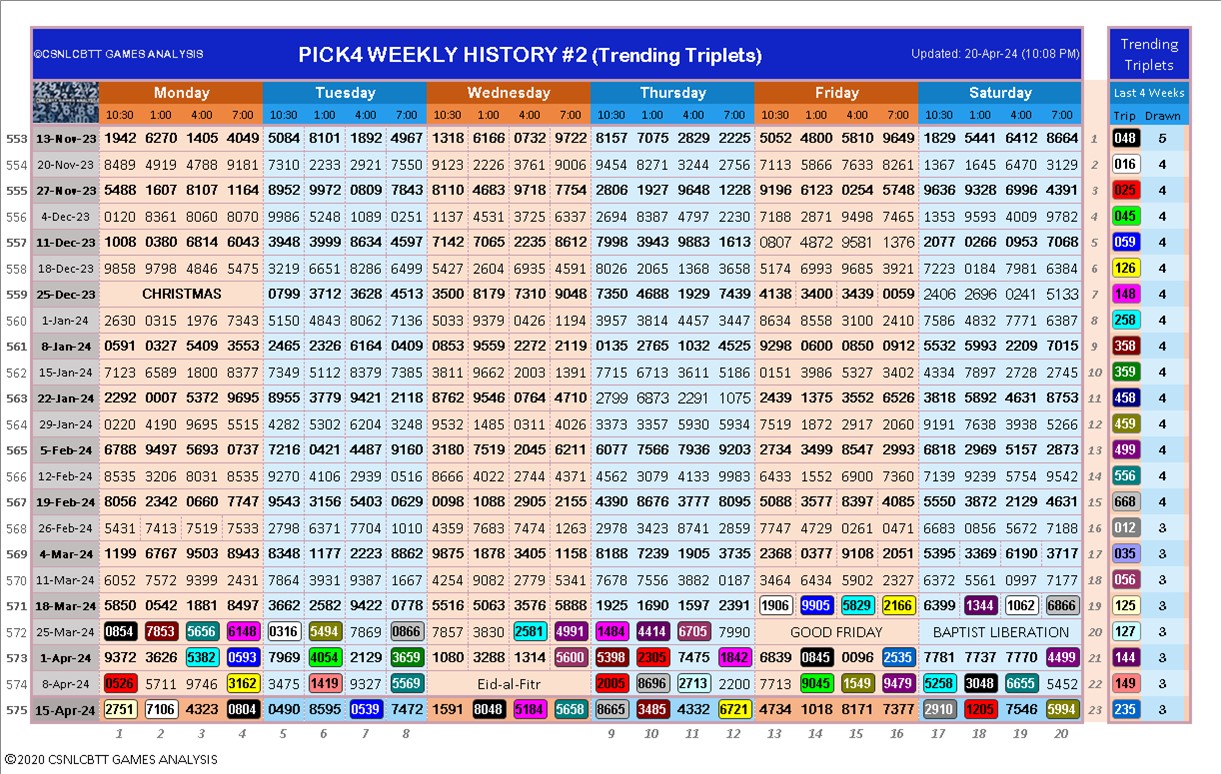 ©CSNLCBTT GAMES ANALYSIS PICK4 WEEKLY HISTORY #2 (Trending Triplets) Updated: 20-Apr-24 (10:08 PM) Trending Triplets
Monday Tuesday Wednesday Thursday Friday Saturday Last 4 Weeks
10:30 1:00 4:00 7:00 10:30 1:00 4:00 7:00 10:30 1:00 4:00 7:00 10:30 1:00 4:00 7:00 10:30 1:00 4:00 7:00 10:30 1:00 4:00 7:00 Trip Drawn
553 13-Nov-23 1942 6270 1405 4049 5084 8101 1892 4967 1318 6166 0732 9722 8157 7075 2829 2225 5052 4800 5810 9649 1829 5441 6412 8664 1 048 5
554 20-Nov-23 8489 4919 4788 9181 7310 2233 2921 7551 9123 2226 3761 9006 9454 8271 3244 2756 7113 5866 7633 8261 1367 1645 6470 3129 2 016 4
555 27-Nov-23 5488 1607 8107 1164 8952 9972 0809 7843 8110 4683 9718 7754 2806 1927 9648 1228 9196 6123 0254 5748 9636 9328 6996 4391 3 025 4
556 4-Dec-23 0120 8361 8060 8070 9986 5248 1089 0251 1137 4531 3725 6337 2694 8387 4797 2230 7188 2871 9498 7465 1353 9593 4009 9782 4 045 4
557 11-Dec-23 1008 0380 6814 6043 3948 3999 8634 4597 7142 7065 2235 8612 7998 3943 9883 1613 0807 4872 9581 1376 2077 0266 0953 7068 5 059 4
558 18-Dec-23 9858 9798 4846 5475 3219 6651 8286 6499 5427 2604 6935 4591 8026 2065 1368 3658 5174 6993 9685 3921 7223 0184 7981 6384 6 126 4
559 25-Dec-23 CHRISTMAS 0799 3712 3628 4513 3500 8179 7310 9048 7350 4688 1929 7439 4138 3400 3439 0059 2406 2696 0241 5133 7 148 4
560 1-Jan-24 2630 0315 1976 7343 5150 4843 8062 7136 5033 9379 0426 1194 3957 3814 4457 3447 8634 8558 3100 2410 7586 4832 7771 6387 8 258 4
561 8-Jan-24 0591 0327 5409 3553 2465 2326 6164 0409 0853 9559 2272 2119 0135 2765 1032 4525 9298 0600 0850 0912 5532 5993 2209 7015 9 358 4
562 15-Jan-24 7123 6589 1800 8377 7349 5112 8379 7385 3811 9662 2003 1391 7715 6713 3611 5186 0151 3986 5327 3402 4334 7897 2728 2745 10 359 4
563 22-Jan-24 2292 0007 5372 9695 8955 3779 9421 2118 8762 9546 0764 4710 2799 6873 2291 1075 2439 1375 3552 6526 3818 5892 4631 8753 11 458 4
564 29-Jan-24 0220 4190 9695 5515 4282 5302 6204 3248 9532 1485 0311 4026 3373 3357 5930 5934 7519 1872 2917 2060 9191 7638 3938 5266 12 459 4
565 5-Feb-24 6788 9497 5693 0737 7216 0421 4487 9160 3180 7519 2045 6211 6077 7566 7936 9203 2734 3499 8547 2993 6818 2969 5157 2873 13 499 4
566 12-Feb-24 8535 3206 8031 8535 9270 4106 2939 0516 8666 4022 2744 4371 4562 3079 4133 9983 6433 1552 6900 7360 7139 9239 5754 9542 14 556 4
567 19-Feb-24 8056 2342 0660 7747 9543 3156 5403 0629 0098 1088 2905 2155 4390 8676 3777 8095 5088 3577 8397 4085 5550 3872 2129 4631 15 668 4
568 26-Feb-24 5431 7413 7519 7533 2798 6371 7704 1010 4359 7683 7474 1263 2978 3423 8741 2859 7747 4729 0261 0471 6683 0856 5672 7188 16 012 3
569 4-Mar-24 1199 6767 9503 8943 8348 1177 2223 8862 9875 1878 3405 1158 8188 7239 1905 3735 2368 0377 9108 2051 5395 3369 6190 3717 17 035 3
570 11-Mar-24 6052 7572 9399 2431 7864 3931 9387 1667 4254 9082 2779 5341 7678 7556 3882 0187 3464 6434 5902 2327 6372 5561 0997 7177 18 056 3
571 18-Mar-24 5850 0542 1881 8497 3662 2582 9422 0778 5516 5063 3576 5888 1925 1690 1597 2391 1906 9905 5829 2166 6399 1344 1062 6866 19 125 3
572 25-Mar-24 0854 7853 5656 6148 0316 5494 7869 0866 7857 3830 2581 4991 1484 4414 6705 7990 GOOD FRIDAY BAPTIST LIBERATION 20 127 3
573 1-Apr-24 9372 3626 5382 0593 7969 4054 2129 3659 1080 3288 1314 5600 5398 2305 7475 1842 6839 0845 0096 2535 7781 7737 7770 4499 21 144 3
574 8-Apr-24 0526 5711 9746 3162 3475 1419 9327 5569 Eid-al-Fitr 2005 8696 2713 2200 7713 9045 1549 9479 5258 3048 6655 5452 22 149 3
575 15-Apr-24 2751 7106 4323 0804 0490 8595 0539 7472 1591 8048 5184 5658 8665 3485 4332 6721 4734 1018 8171 7377 2910 1205 7546 5994 23 235 3
1 2 3 4 5 6 7 8 9 10 11 12 13 14 15 16 17 18 19 20
©2020 CSNLCBTT GAMES ANALYSIS